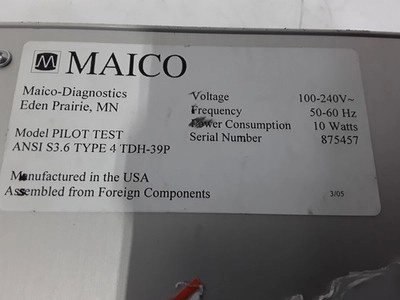 M MAICO
Maico-Diagnostics
Eden Prairie, MN
Model PILOT TEST
ANSI S3.6 TYPE 4 TDH-39P
Voltage 100-240V~
Frequency 50-60 Hz
Power Consumption 10 Watts
Serial Number 875457
Manufactured in the USA
Assembled from Foreign Components
3/05